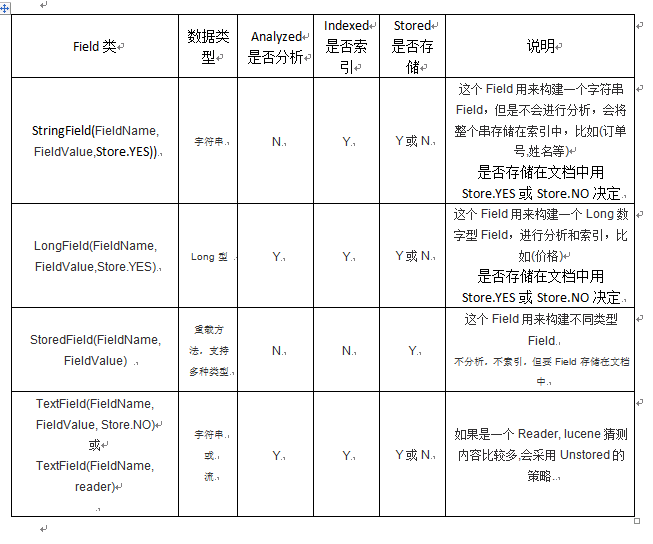 Field 类
数据类
型
Analyzed
是否分析
Indexed
是否索
引
Stored
是否存
储
说明
StringField(FieldName,
FieldValue,Store.YES))
字符串
N
Y
Y 或 N
这个 Field 用来构建一个字符串
Field，但是不会进行分析，会将
整个串存储在索引中，比如(订单
号,姓名等)
是否存储在文档中用
Store.YES 或 Store.NO 决定
LongField(FieldName,
FieldValue,Store.YES)
Long 型
Y
Y
Y 或 N
这个 Field 用来构建一个 Long 数
字型 Field，进行分析和索引，比
如(价格)
是否存储在文档中用
Store.YES 或 Store.NO 决定
StoredField(FieldName,
FieldValue)
重载方
法，支持
多种类型
N
N
Y
这个 Field 用来构建不同类型
Field
不分析，不索引，但要 Field 存储在文档
中
TextField(FieldName,
FieldValue, Store.NO)
或
TextField(FieldName,
reader)
字符串
或
流
Y
Y
Y 或 N
如果是一个 Reader, lucene 猜测
内容比较多,会采用 Unstored 的
策略.